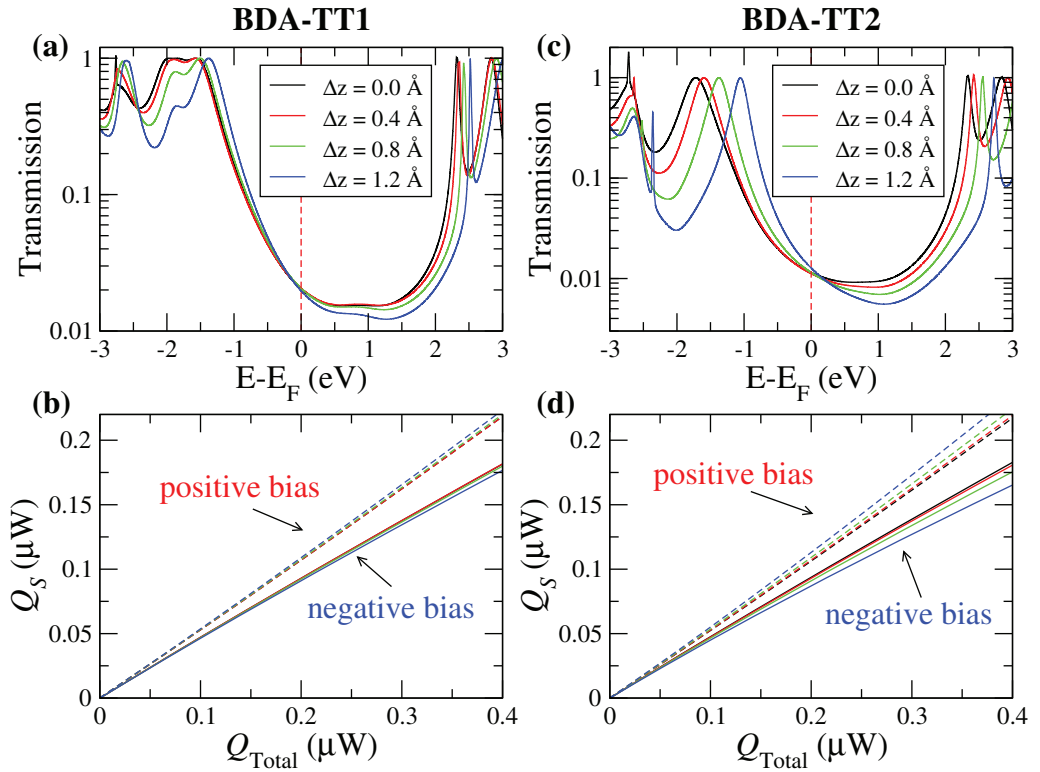 BDA-TT1
(a)
1
0.1
0.01
Transmission
Δz = 0.0 Å
Δz = 0.4 Å
Δz = 0.8 Å
Δz = 1.2 Å
-3 -2 -1 0 1 2 3
E-E_F (eV)
(b)
0.2
0.15
0.1
0.05
0
Q_S (μW)
positive bias
negative bias
0 0.1 0.2 0.3 0.4
Q_Total (μW)
BDA-TT2
(c)
1
0.1
0.01
Transmission
Δz = 0.0 Å
Δz = 0.4 Å
Δz = 0.8 Å
Δz = 1.2 Å
-3 -2 -1 0 1 2 3
E-E_F (eV)
(d)
0.2
0.15
0.1
0.05
0
Q_S (μW)
positive bias
negative bias
0 0.1 0.2 0.3 0.4
Q_Total (μW)